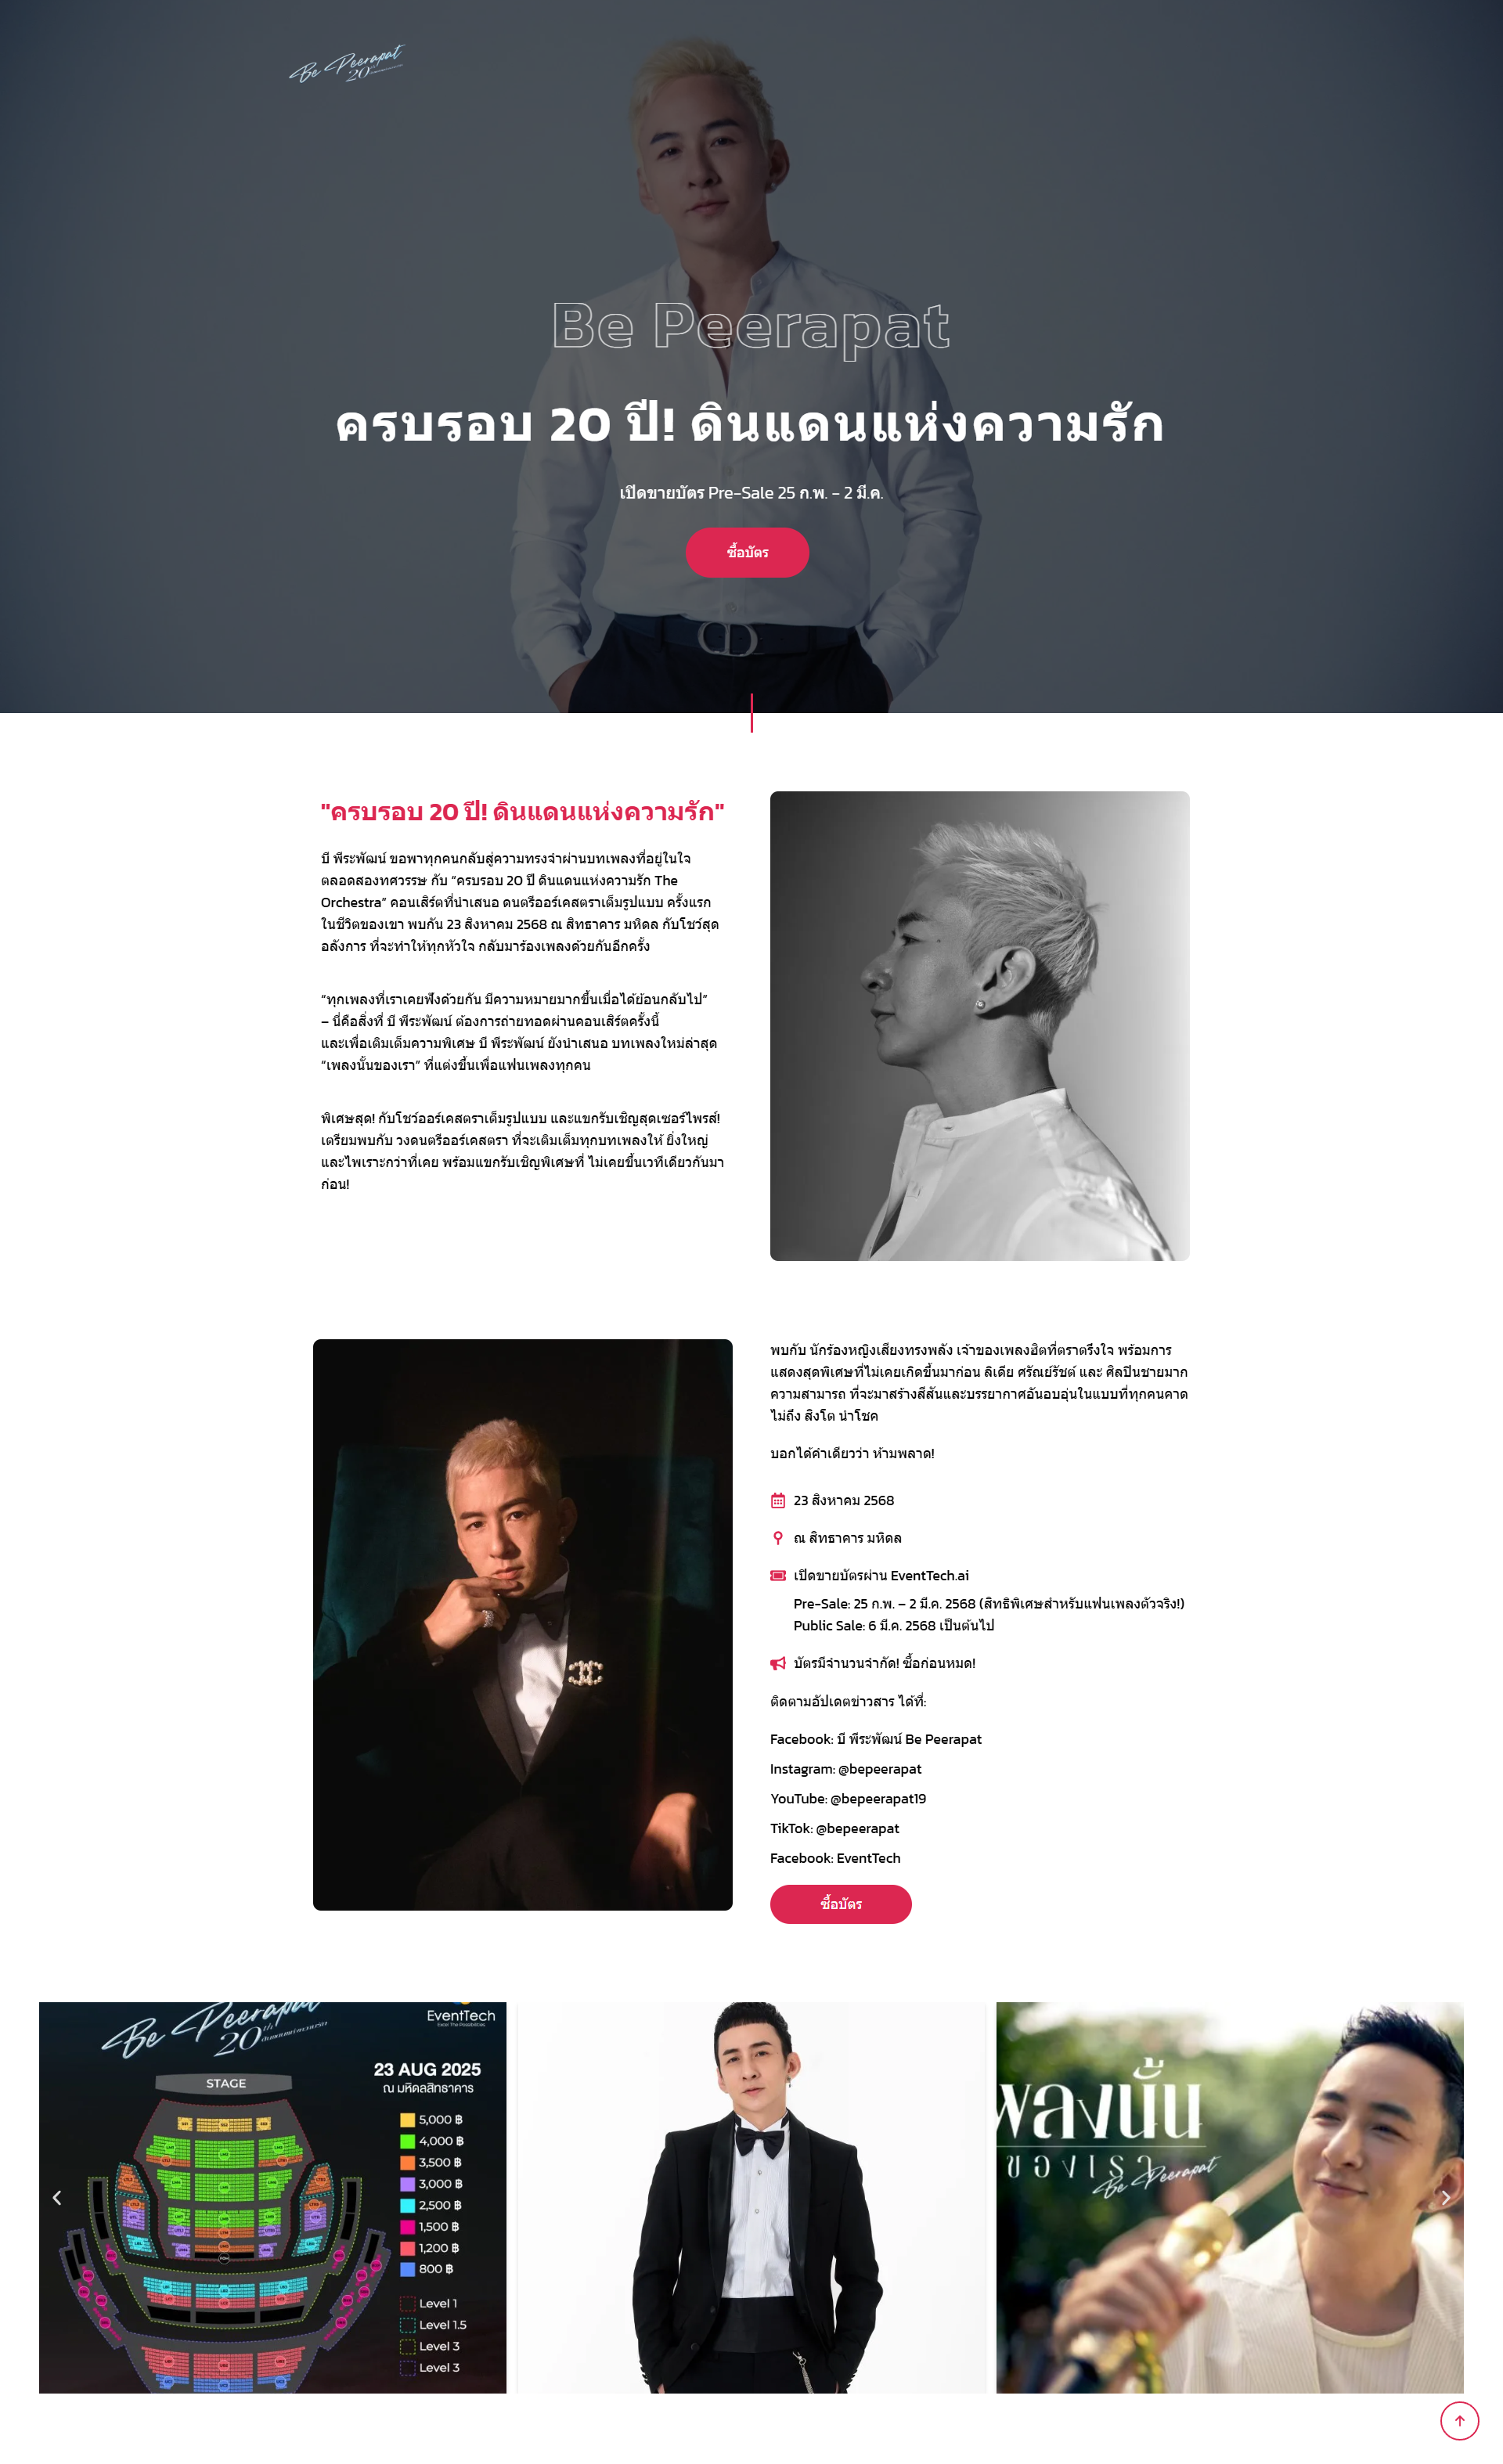 Be Peerapat
20
Be Peerapat
ครบรอบ 20 ปี! ดินแดนแห่งความรัก
เปิดขายบัตร Pre-Sale 25 ก.พ. - 2 มี.ค.
ซื้อบัตร
"ครบรอบ 20 ปี! ดินแดนแห่งความรัก"
บี พีระพัฒน์ ขอพาทุกคนกลับสู่ความทรงจำผ่านบทเพลงที่อยู่ในใจ
ตลอดสองทศวรรษ กับ “ครบรอบ 20 ปี ดินแดนแห่งความรัก The
Orchestra” คอนเสิร์ตที่นำเสนอ ดนตรีออร์เคสตราเต็มรูปแบบ ครั้งแรก
ในชีวิตของเขา พบกัน 23 สิงหาคม 2568 ณ สิทธาคาร มหิดล กับโชว์สุด
อลังการ ที่จะทำให้ทุกหัวใจ กลับมาร้องเพลงด้วยกันอีกครั้ง
“ทุกเพลงที่เราเคยฟังด้วยกัน มีความหมายมากขึ้นเมื่อได้ย้อนกลับไป”
– นี่คือสิ่งที่ บี พีระพัฒน์ ต้องการถ่ายทอดผ่านคอนเสิร์ตครั้งนี้
และเพื่อเติมเต็มความพิเศษ บี พีระพัฒน์ ยังนำเสนอ บทเพลงใหม่ล่าสุด
“เพลงนั้นของเรา” ที่แต่งขึ้นเพื่อแฟนเพลงทุกคน
พิเศษสุด! กับโชว์ออร์เคสตราเต็มรูปแบบ และแขกรับเชิญสุดเซอร์ไพรส์!
เตรียมพบกับ วงดนตรีออร์เคสตรา ที่จะเติมเต็มทุกบทเพลงให้ ยิ่งใหญ่
และไพเราะกว่าที่เคย พร้อมแขกรับเชิญพิเศษที่ ไม่เคยขึ้นเวทีเดียวกันมา
ก่อน!
พบกับ นักร้องหญิงเสียงทรงพลัง เจ้าของเพลงฮิตที่ตราตรึงใจ พร้อมการ
แสดงสุดพิเศษที่ไม่เคยเกิดขึ้นมาก่อน ลิเดีย ศรัณย์รัชต์ และ ศิลปินชายมาก
ความสามารถ ที่จะมาสร้างสีสันและบรรยากาศอันอบอุ่นในแบบที่ทุกคนคาด
ไม่ถึง สิงโต นำโชค
บอกได้คำเดียวว่า ห้ามพลาด!
23 สิงหาคม 2568
ณ สิทธาคาร มหิดล
เปิดขายบัตรผ่าน EventTech.ai
Pre-Sale: 25 ก.พ. – 2 มี.ค. 2568 (สิทธิพิเศษสำหรับแฟนเพลงตัวจริง!)
Public Sale: 6 มี.ค. 2568 เป็นต้นไป
บัตรมีจำนวนจำกัด! ซื้อก่อนหมด!
ติดตามอัปเดตข่าวสาร ได้ที่:
Facebook: บี พีระพัฒน์ Be Peerapat
Instagram: @bepeerapat
YouTube: @bepeerapat19
TikTok: @bepeerapat
Facebook: EventTech
ซื้อบัตร
Be Peerapat
20th
EventTech
23 AUG 2025
ณ มหิดลสิทธาคาร
STAGE
5,000 ฿
4,000 ฿
3,500 ฿
3,000 ฿
2,500 ฿
1,500 ฿
1,200 ฿
800 ฿
Level 1
Level 1.5
Level 3
Level 3
พลงนั้น
ของเรา
Be Peerapat